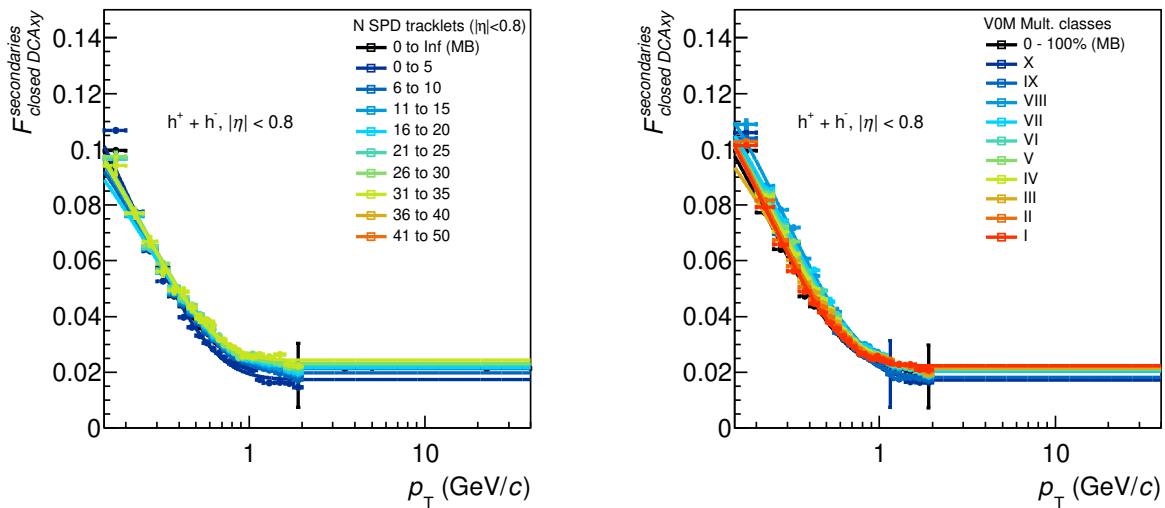 F^{secondaries}_{closed DCAxy}
0.14
0.12
0.1
0.08
0.06
0.04
0.02
0
N SPD tracklets (|η|<0.8)
0 to Inf (MB)
0 to 5
6 to 10
11 to 15
16 to 20
21 to 25
26 to 30
31 to 35
36 to 40
41 to 50
h⁺ + h⁻, |η| < 0.8
1
10
p_T (GeV/c)
F^{secondaries}_{closed DCAxy}
0.14
0.12
0.1
0.08
0.06
0.04
0.02
0
V0M Mult. classes
0 - 100% (MB)
X
IX
VIII
VII
VI
V
IV
III
II
I
h⁺ + h⁻, |η| < 0.8
1
10
p_T (GeV/c)